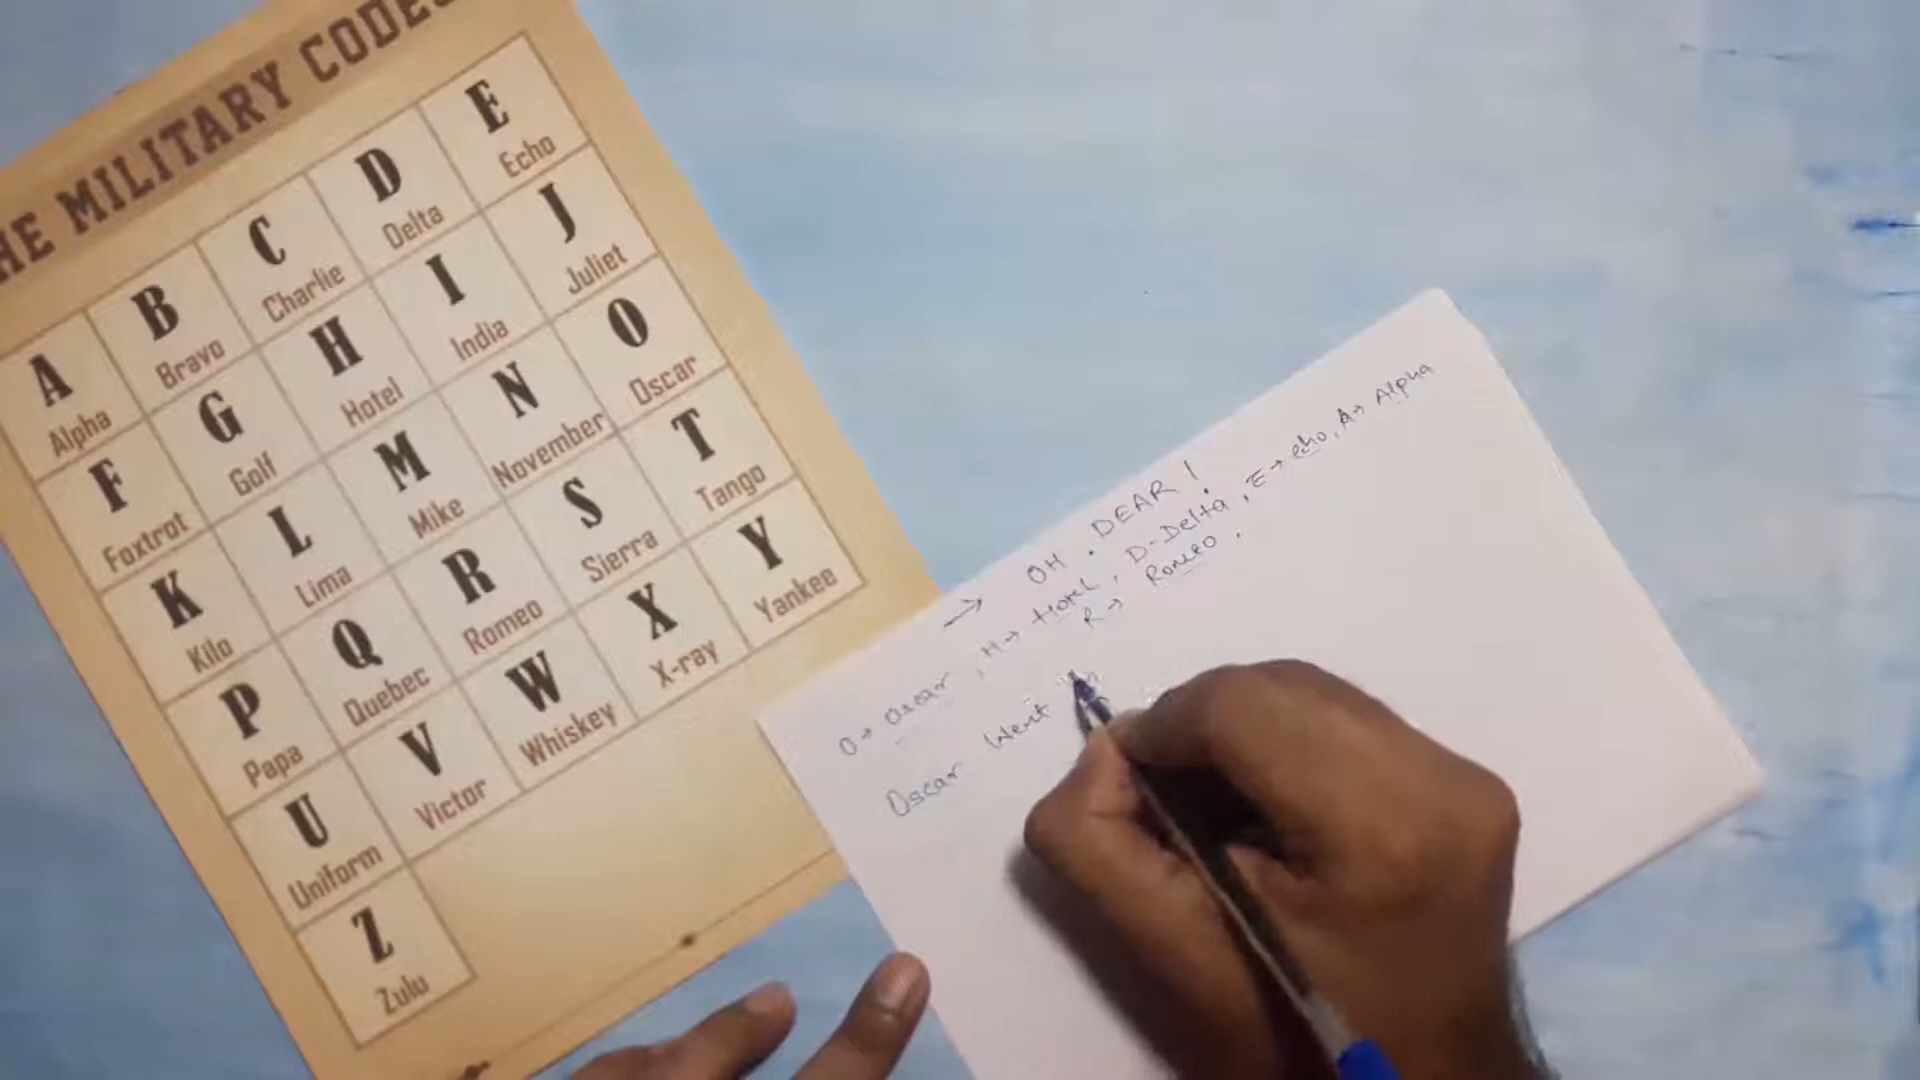 HE MILITARY CODES
A B C D E
Alpha Bravo Charlie Delta Echo
F G H I J
Foxtrot Golf Hotel India Juliet
K L M N O
Kilo Lima Mike November Oscar
P Q R S T
Papa Quebec Romeo Sierra Tango
U V W X Y
Uniform Victor Whiskey X-ray Yankee
Z
Zulu
→ OH . DEAR !
O→ Oscar , H→ Hotel , D-Delta , E→ echo, A→ Alpha
R→ Romeo .
Oscar Went